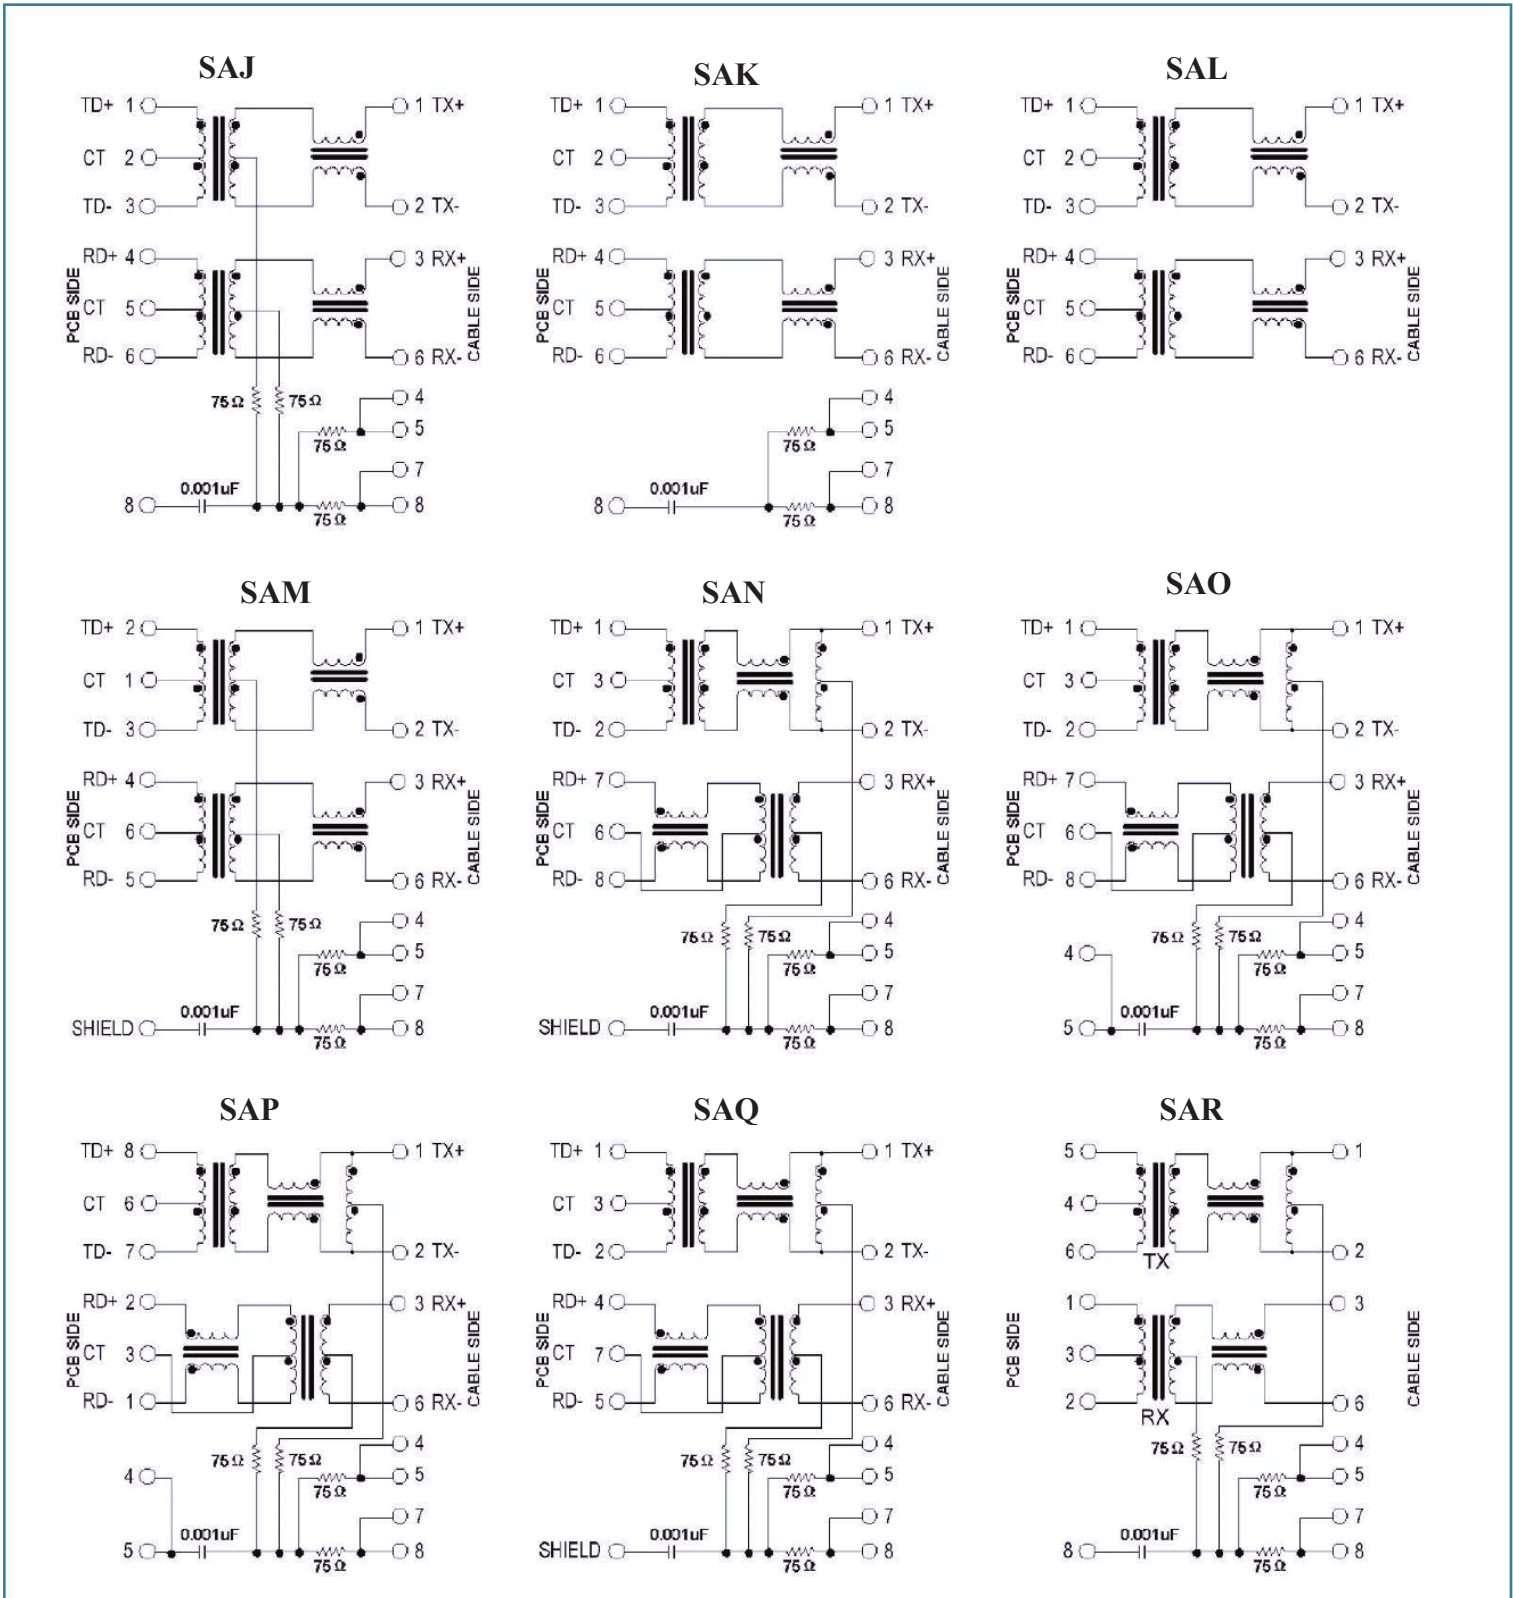 SAJ
TD+ 1
1 TX+
CT 2
TD- 3
2 TX-
RD+ 4
3 RX+
PCB SIDE
CT 5
CABLE SIDE
RD- 6
6 RX-
75Ω 75Ω
4
75Ω
5
7
0.001uF
8
75Ω
8
SAK
TD+ 1
1 TX+
CT 2
TD- 3
2 TX-
RD+ 4
3 RX+
PCB SIDE
CT 5
CABLE SIDE
RD- 6
6 RX-
4
75Ω
5
7
0.001uF
8
75Ω
8
SAL
TD+ 1
1 TX+
CT 2
TD- 3
2 TX-
RD+ 4
3 RX+
PCB SIDE
CT 5
CABLE SIDE
RD- 6
6 RX-
SAM
TD+ 2
1 TX+
CT 1
TD- 3
2 TX-
RD+ 4
3 RX+
PCB SIDE
CT 6
CABLE SIDE
RD- 5
6 RX-
75Ω 75Ω
4
75Ω
5
7
0.001uF
SHIELD
75Ω
8
SAN
TD+ 1
1 TX+
CT 3
TD- 2
2 TX-
RD+ 7
3 RX+
PCB SIDE
CT 6
CABLE SIDE
RD- 8
6 RX-
75Ω 75Ω
4
75Ω
5
7
0.001uF
SHIELD
75Ω
8
SAO
TD+ 1
1 TX+
CT 3
TD- 2
2 TX-
RD+ 7
3 RX+
PCB SIDE
CT 6
CABLE SIDE
RD- 8
6 RX-
75Ω 75Ω
4
4
75Ω
5
7
0.001uF
5
75Ω
8
SAP
TD+ 8
1 TX+
CT 6
TD- 7
2 TX-
RD+ 2
3 RX+
PCB SIDE
CT 3
CABLE SIDE
RD- 1
6 RX-
75Ω 75Ω
4
4
75Ω
5
7
0.001uF
5
75Ω
8
SAQ
TD+ 1
1 TX+
CT 3
TD- 2
2 TX-
RD+ 4
3 RX+
PCB SIDE
CT 7
CABLE SIDE
RD- 5
6 RX-
75Ω 75Ω
4
75Ω
5
7
0.001uF
SHIELD
75Ω
8
SAR
5
1
4
6
2
TX
1
3
PCB SIDE
3
CABLE SIDE
2
6
RX
75Ω 75Ω
4
75Ω
5
7
0.001uF
8
75Ω
8